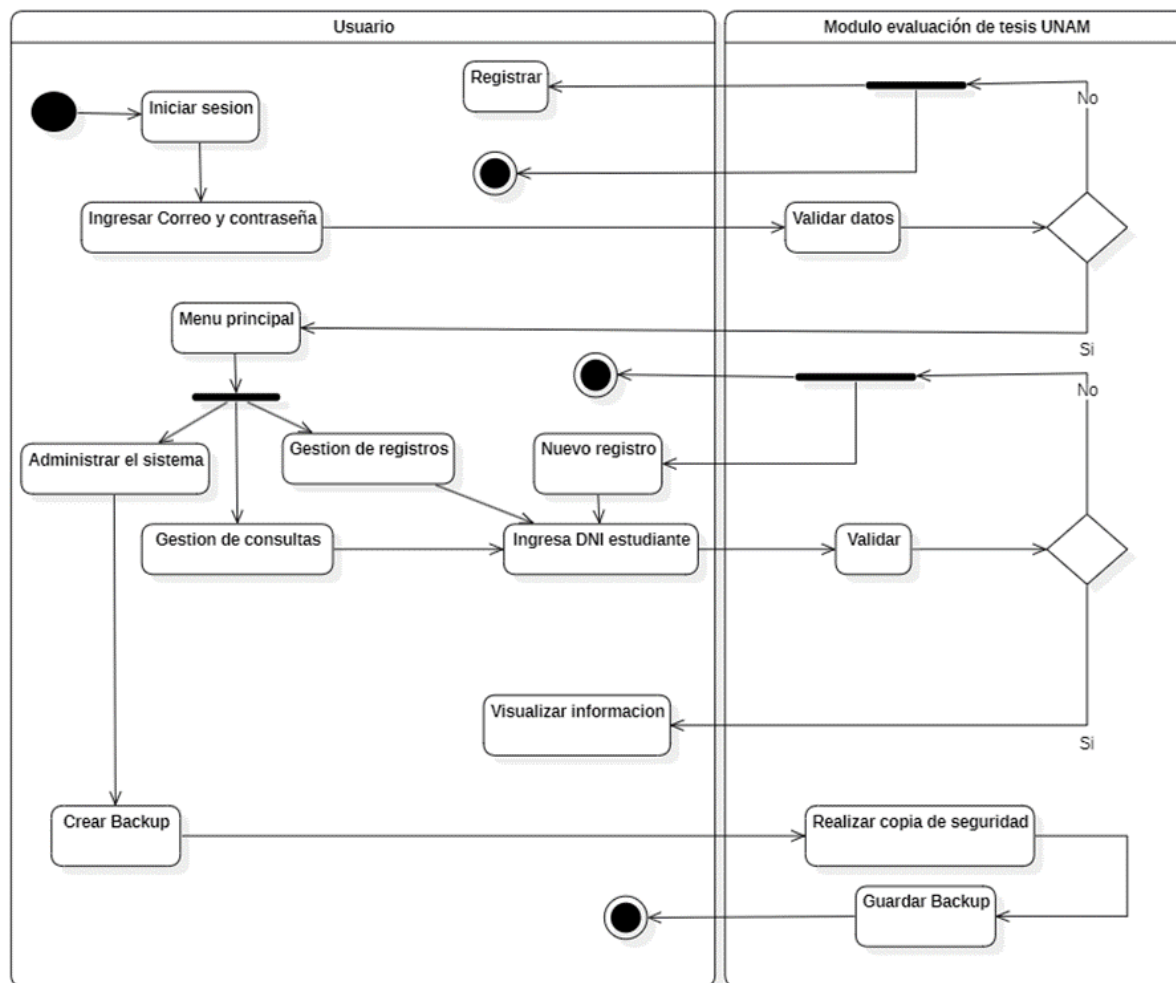 Usuario
Modulo evaluación de tesis UNAM
Registrar
Iniciar sesion
No
Ingresar Correo y contraseña
Validar datos
Menu principal
Si
No
Administrar el sistema
Gestion de registros
Nuevo registro
Gestion de consultas
Ingresa DNI estudiante
Validar
Visualizar informacion
Si
Crear Backup
Realizar copia de seguridad
Guardar Backup